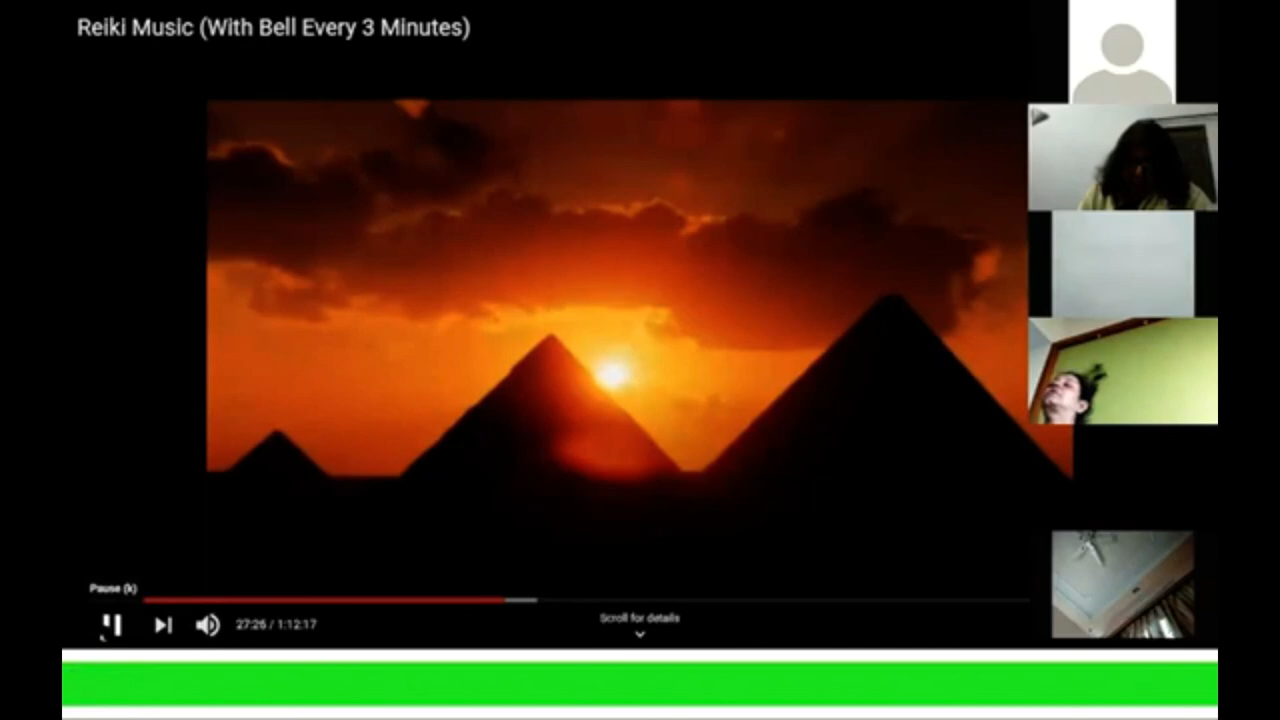 Reiki Music (With Bell Every 3 Minutes)
Pause (k)
27:26 / 1:12:17
Scroll for details